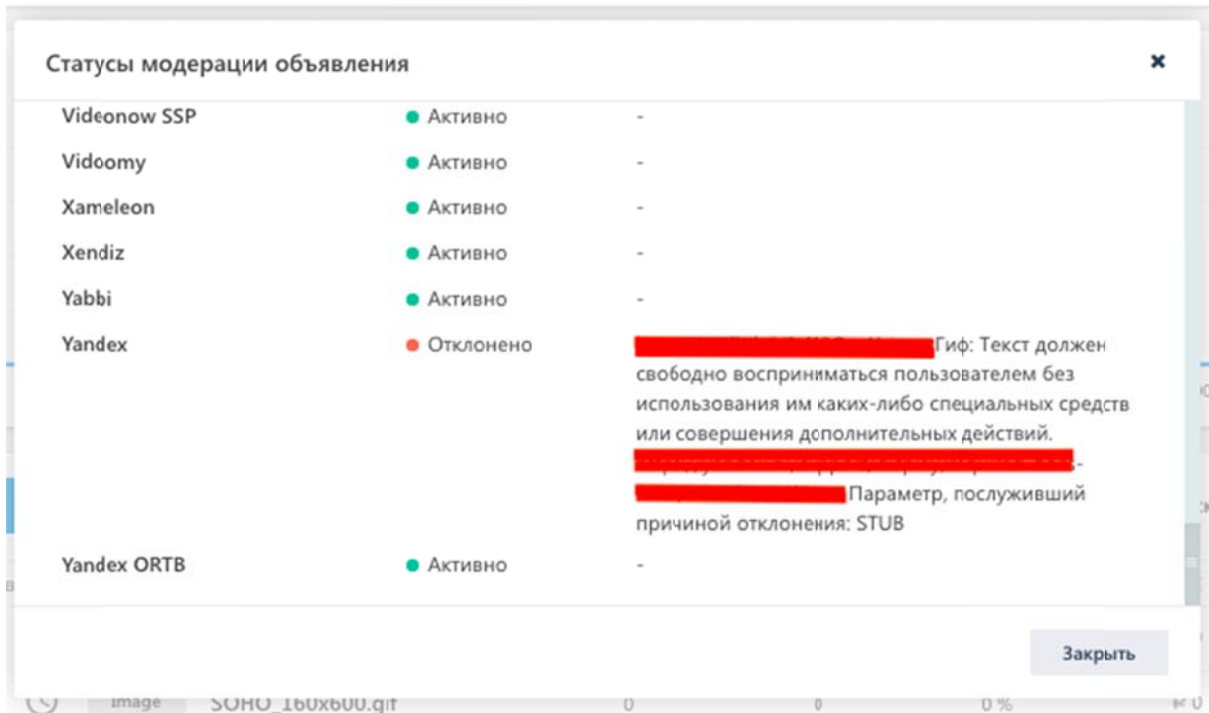 Статусы модерации объявления
Videonow SSP Активно -
Vidoomy Активно -
Xameleon Активно -
Xendiz Активно -
Yabbi Активно -
Yandex Отклонено Гиф: Текст должен
свободно восприниматься пользователем без
использования им каких-либо специальных средств
или совершения дополнительных действий.
-
Параметр, послуживший
причиной отклонения: STUB
Yandex ORTB Активно -
Закрыть
Image SOHO_160x600.gif 0 0 0 %